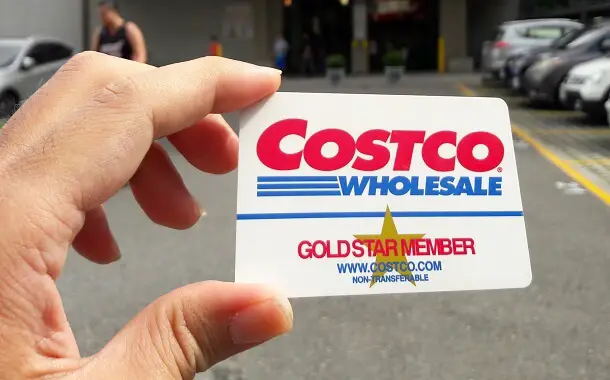 COSTCO
WHOLESALE
GOLD STAR MEMBER
WWW.COSTCO.COM
NON-TRANSFERABLE